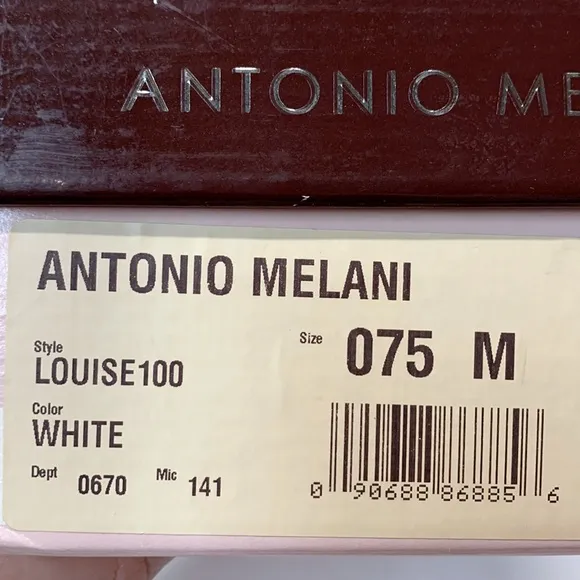 ANTONIO ME
ANTONIO MELANI
Style
LOUISE100
Size 075 M
Color
WHITE
Dept 0670 Mic 141
0 90688 86885 6